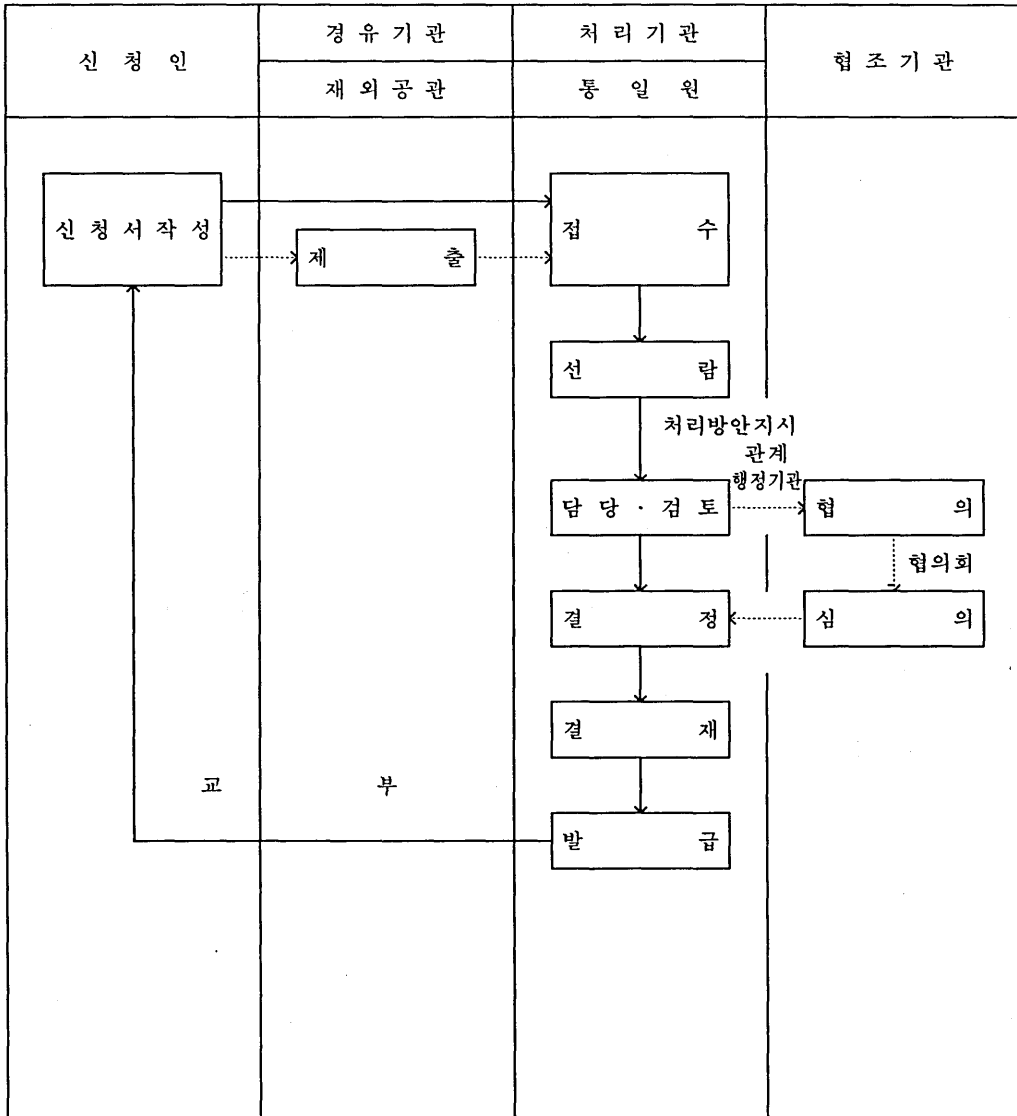 신 청 인
경 유 기 관
처 리 기 관
협 조 기 관
재 외 공 관
통 일 원
신 청 서 작 성
제 출
접 수
선 람
처리방안지시
관계
행정기관
담 당 · 검 토
협 의
협의회
결 정
심 의
결 재
교 부
발 급